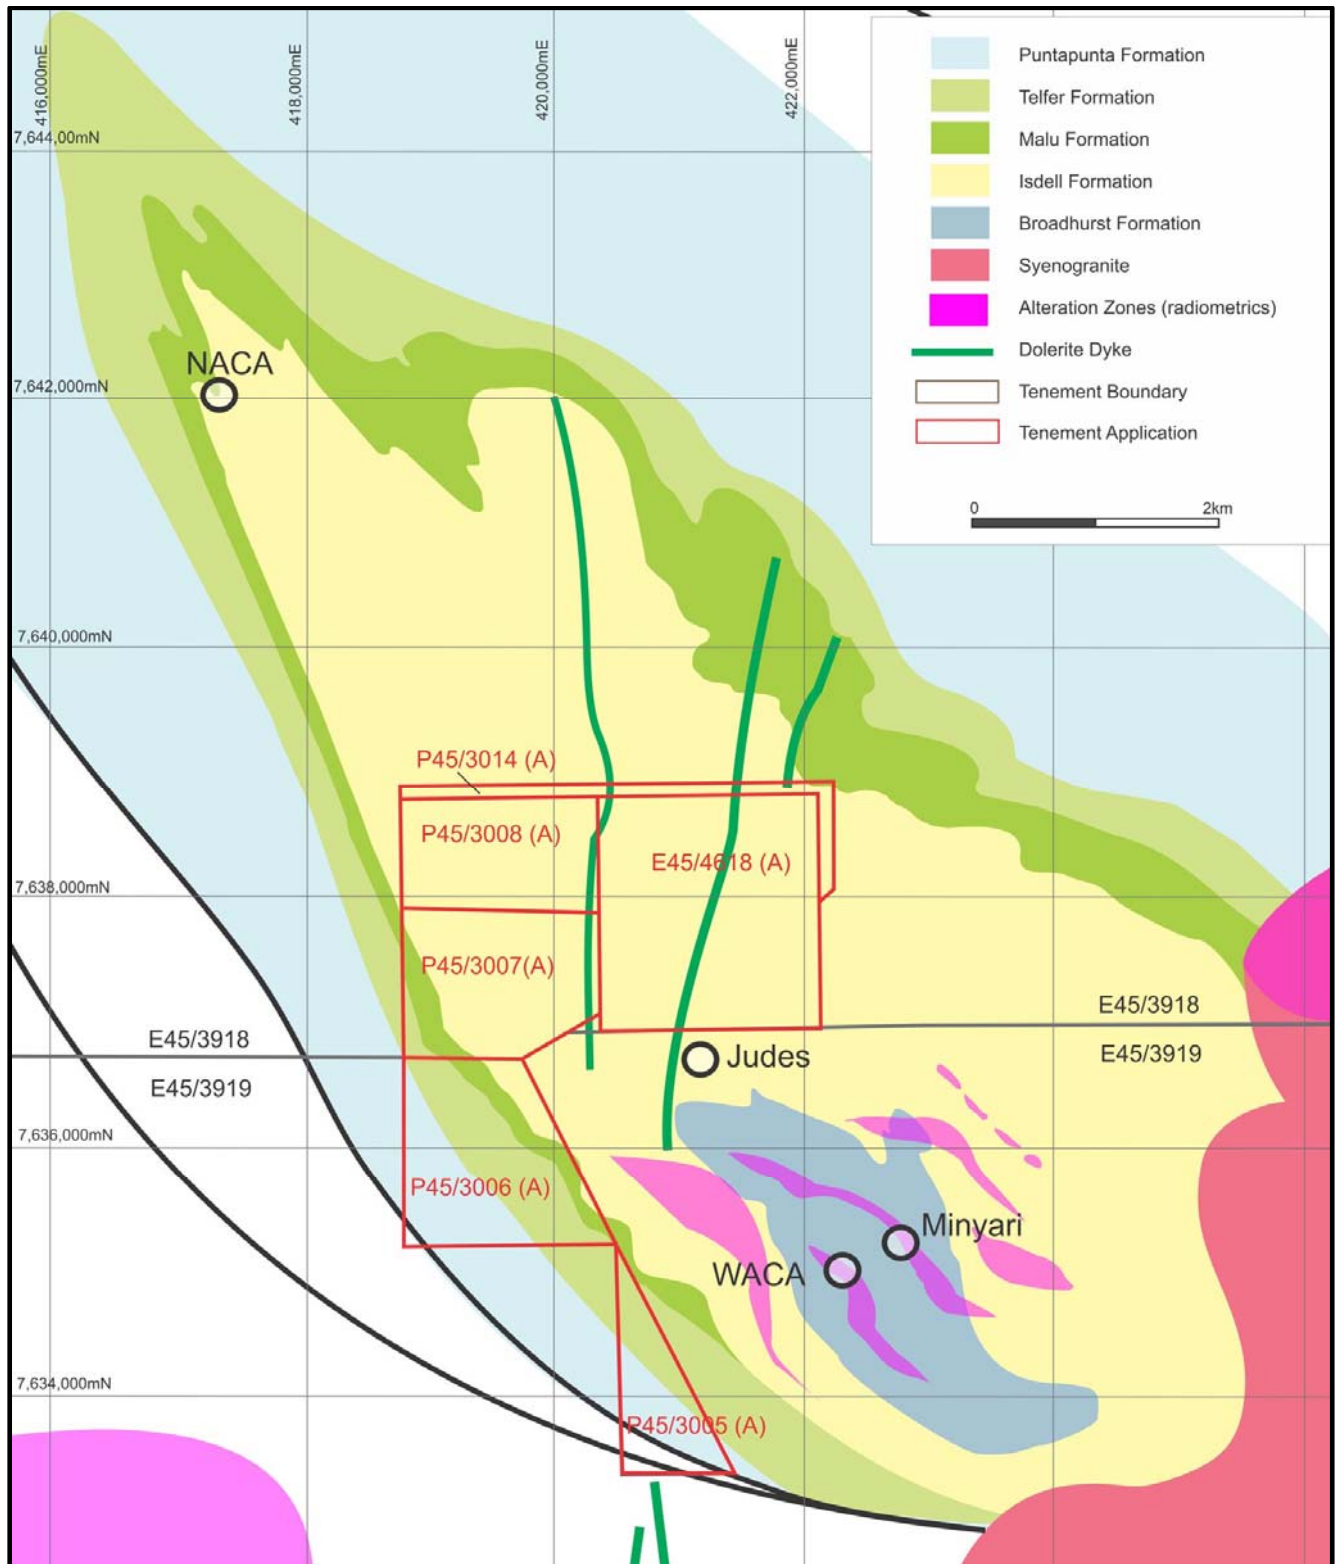 416,000mE
418,000mE
420,000mE
422,000mE
Puntapunta Formation
Telfer Formation
Malu Formation
Isdell Formation
Broadhurst Formation
Syenogranite
Alteration Zones (radiometrics)
Dolerite Dyke
Tenement Boundary
Tenement Application
0 2km
7,644,00mN
NACA
7,642,000mN
7,640,000mN
P45/3014 (A)
P45/3008 (A)
E45/4618 (A)
7,638,000mN
P45/3007(A)
E45/3918
E45/3918
E45/3919
E45/3919
Judes
7,636,000mN
P45/3006 (A)
Minyari
WACA
7,634,000mN
P45/3005 (A)